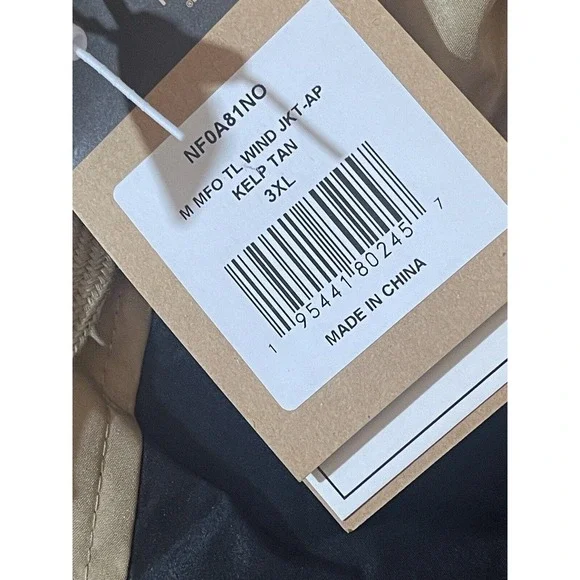 NF0A81NO
M MFO TL WIND JKT-AP
KELP TAN
3XL
1 95441 80245 7
MADE IN CHINA